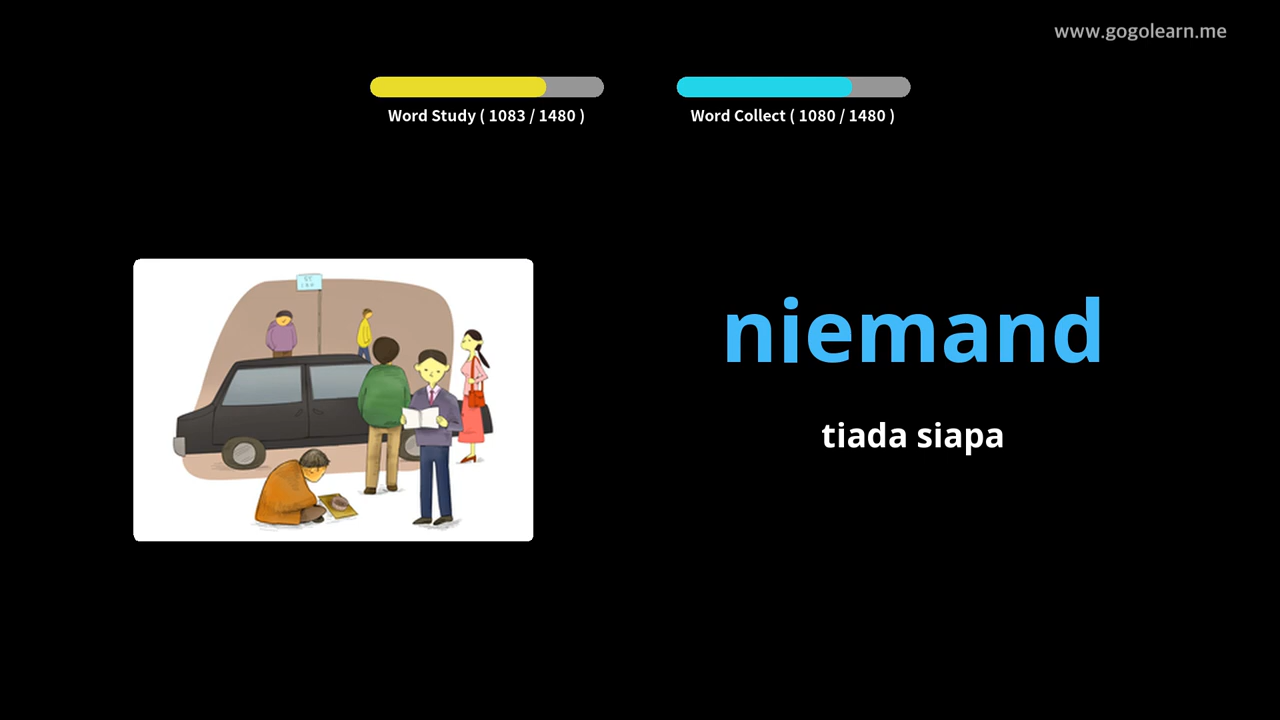 www.gogolearn.me
Word Study ( 1083 / 1480 )
Word Collect ( 1080 / 1480 )
niemand
tiada siapa